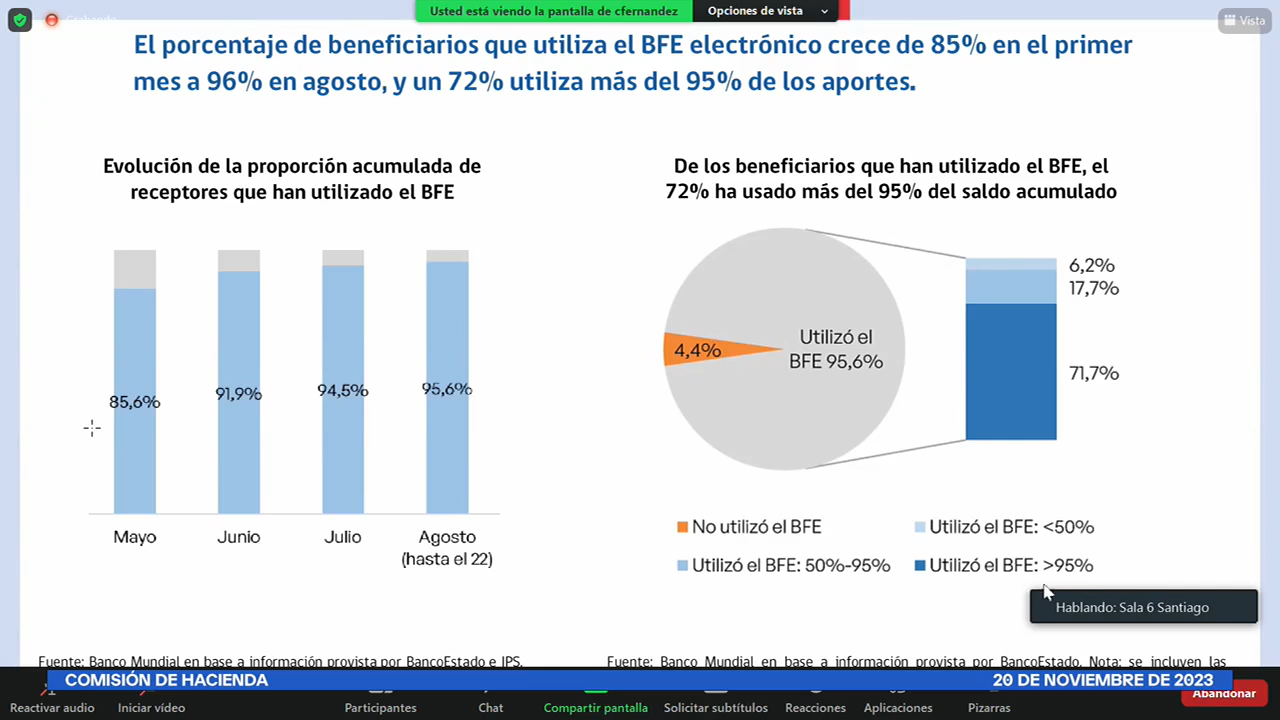 Usted está viendo la pantalla de cfernandez
Opciones de vista
Grabando
Vista
El porcentaje de beneficiarios que utiliza el BFE electrónico crece de 85% en el primer
mes a 96% en agosto, y un 72% utiliza más del 95% de los aportes.
Evolución de la proporción acumulada de
receptores que han utilizado el BFE
85,6%
91,9%
94,5%
95,6%
Mayo
Junio
Julio
Agosto
(hasta el 22)
De los beneficiarios que han utilizado el BFE, el
72% ha usado más del 95% del saldo acumulado
4,4%
Utilizó el
BFE 95,6%
6,2%
17,7%
71,7%
No utilizó el BFE
Utilizó el BFE: <50%
Utilizó el BFE: 50%-95%
Utilizó el BFE: >95%
Hablando: Sala 6 Santiago
Fuente: Banco Mundial en base a información provista por BancoEstado e IPS.
Fuente: Banco Mundial en base a información provista por BancoEstado. Nota: se incluyen las
COMISIÓN DE HACIENDA
20 DE NOVIEMBRE DE 2023
Reactivar audio
Iniciar vídeo
Participantes
Chat
Compartir pantalla
Solicitar subtítulos
Reacciones
Aplicaciones
Pizarras
Abandonar